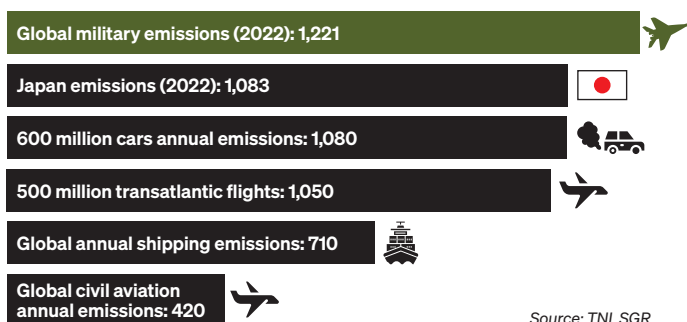 Global military emissions (2022): 1,221
Japan emissions (2022): 1,083
600 million cars annual emissions: 1,080
500 million transatlantic flights: 1,050
Global annual shipping emissions: 710
Global civil aviation
annual emissions: 420
Source: TNI, SGR